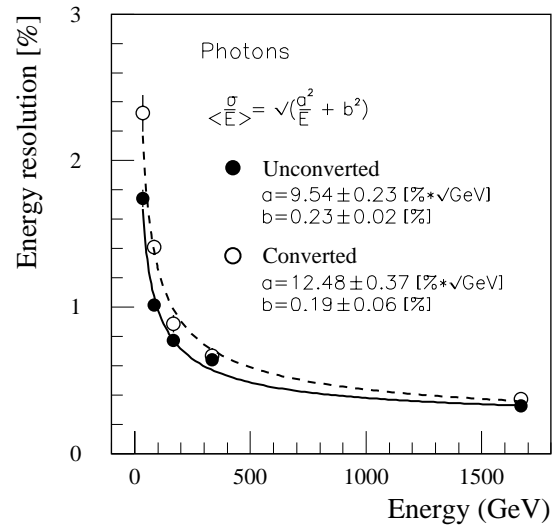 Energy resolution [%]
3
2
1
0
Photons
<σ/E> = √(a²/E + b²)
Unconverted
a=9.54±0.23 [%*√GeV]
b=0.23±0.02 [%]
Converted
a=12.48±0.37 [%*√GeV]
b=0.19±0.06 [%]
0 500 1000 1500
Energy (GeV)